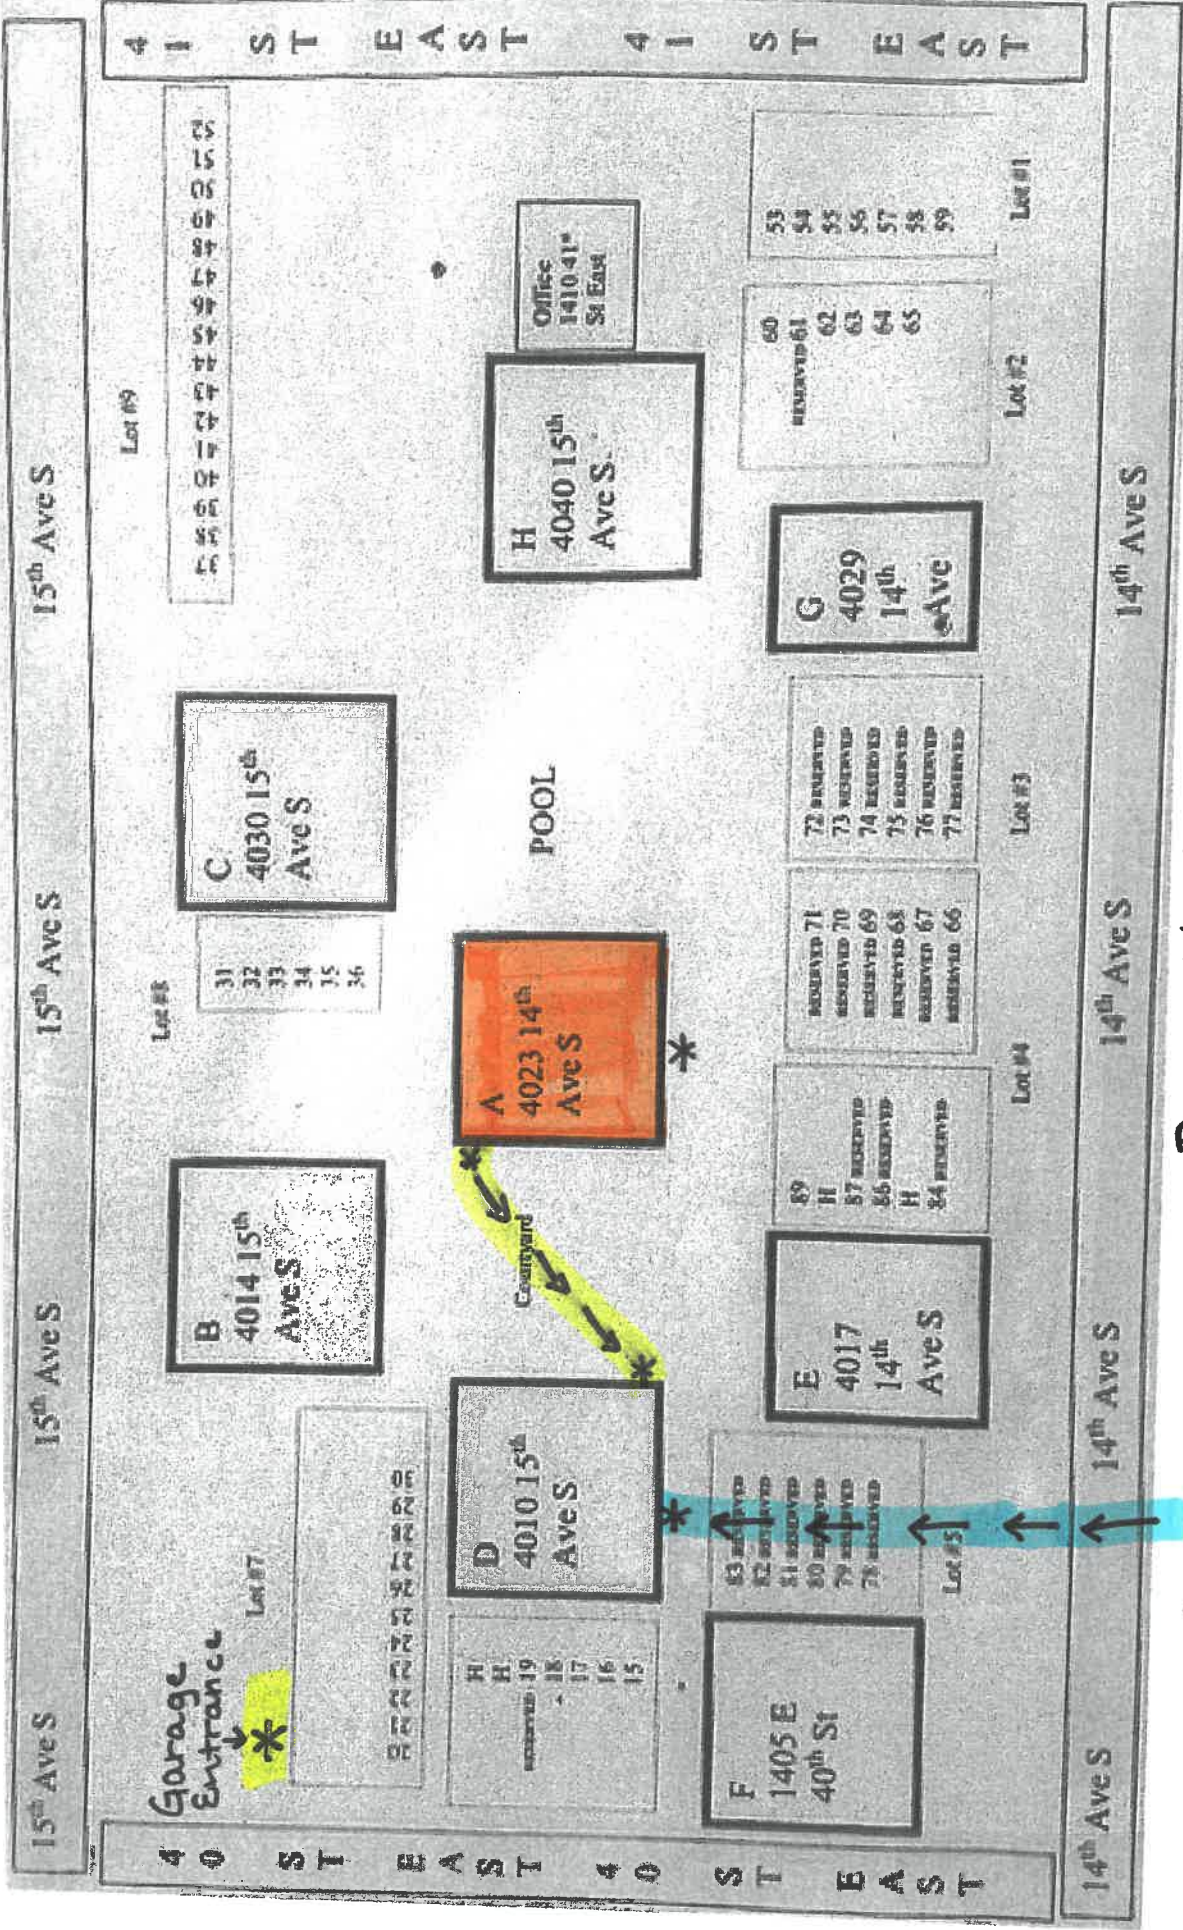 15th Ave S 15th Ave S 15th Ave S 15th Ave S
Garage
Entrance
*
Lot #7
Lot #8
Lot #9
20 21 22 23 24 25 26 27 28 29 30
B
4014 15th
Ave S
31
32
33
34
35
36
C
4030 15th
Ave S
37 38 39 40 41 42 43 44 45 46 47 48 49 50 51 52
H
H
RESERVED 19
18
17
16
15
D
4010 15th
Ave S
*
*
Courtyard
*
A
4023 14th
Ave S
*
POOL
H
4040 15th
Ave S
Office
1410 41st
St East
F
1405 E
40th St
83 RESERVED
82 RESERVED
81 RESERVED
80 RESERVED
79 RESERVED
78 RESERVED
Lot #5
E
4017
14th
Ave S
89
H
87 RESERVED
86 RESERVED
H
84 RESERVED
Lot #4
RESERVED 71
RESERVED 70
RESERVED 69
RESERVED 68
RESERVED 67
RESERVED 66
72 RESERVED
73 RESERVED
74 RESERVED
75 RESERVED
76 RESERVED
77 RESERVED
Lot #3
G
4029
14th
Ave
60
RESERVED 61
62
63
64
65
Lot #2
53
54
55
56
57
58
59
Lot #1
14th Ave S 14th Ave S 14th Ave S 14th Ave S
40 ST EAST 40 ST EAST
41 ST EAST 41 ST EAST